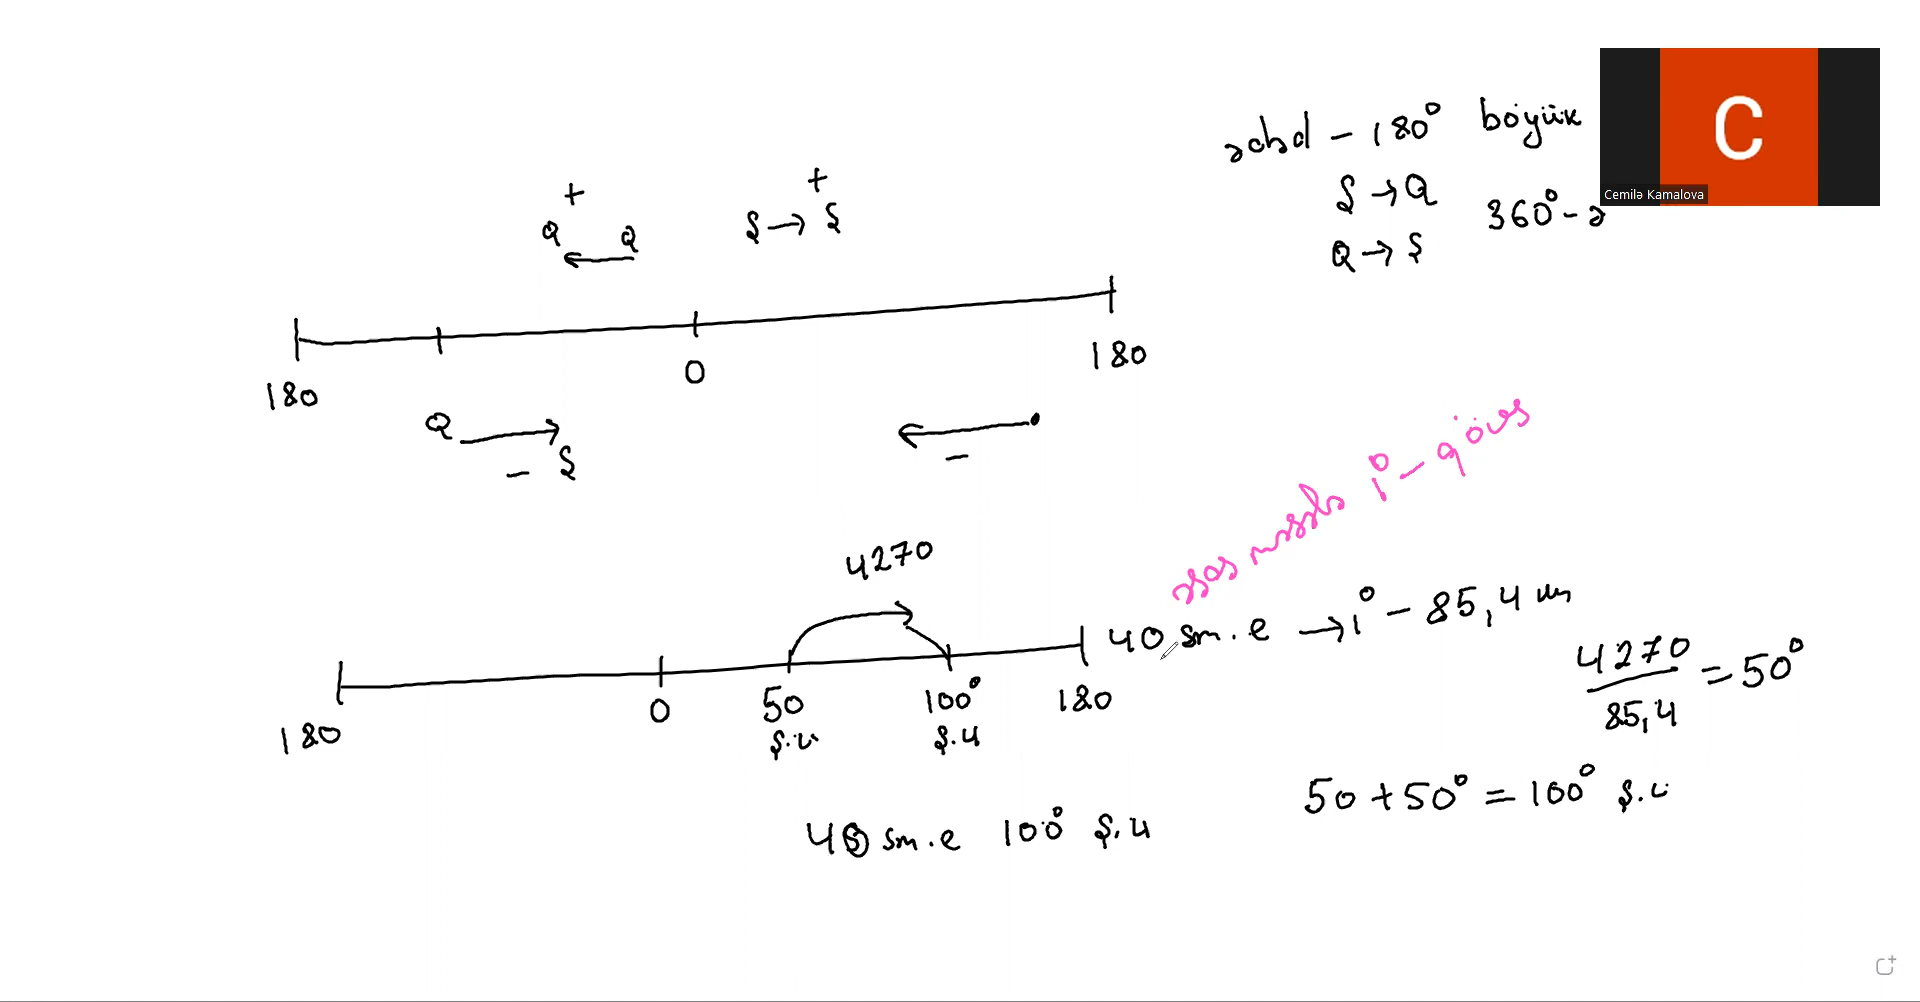 ədəd - 180° böyük
Ş → Q 360° - ə
Q → Ş
C
Cemilə Kamalova
+ +
Q ← Q Ş → Ş
180 0 180
Q → Ş
- -
əsas məsələ 1° - qövs
4270
40 şm.e → 1° - 85,4 km
180 0 50 100° 180
ş.u ş.u
4270 / 85,4 = 50°
50 + 50° = 100° ş.u
40 şm.e 100° ş.u